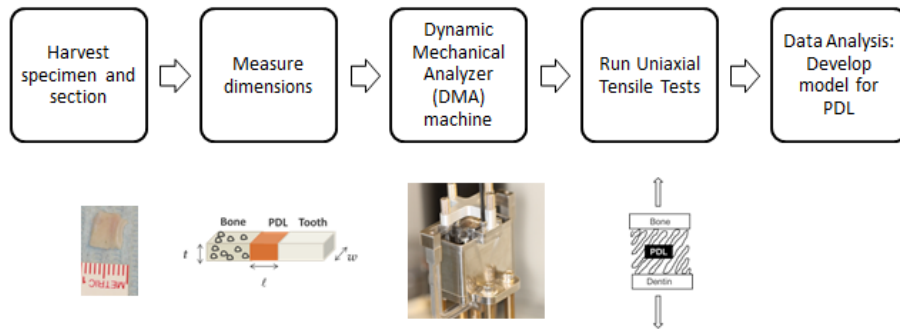 Harvest
specimen and
section
Measure
dimensions
Dynamic
Mechanical
Analyzer
(DMA)
machine
Run Uniaxial
Tensile Tests
Data Analysis:
Develop
model for
PDL
METRIC
Bone PDL Tooth
t
w
ℓ
Bone
PDL
Dentin